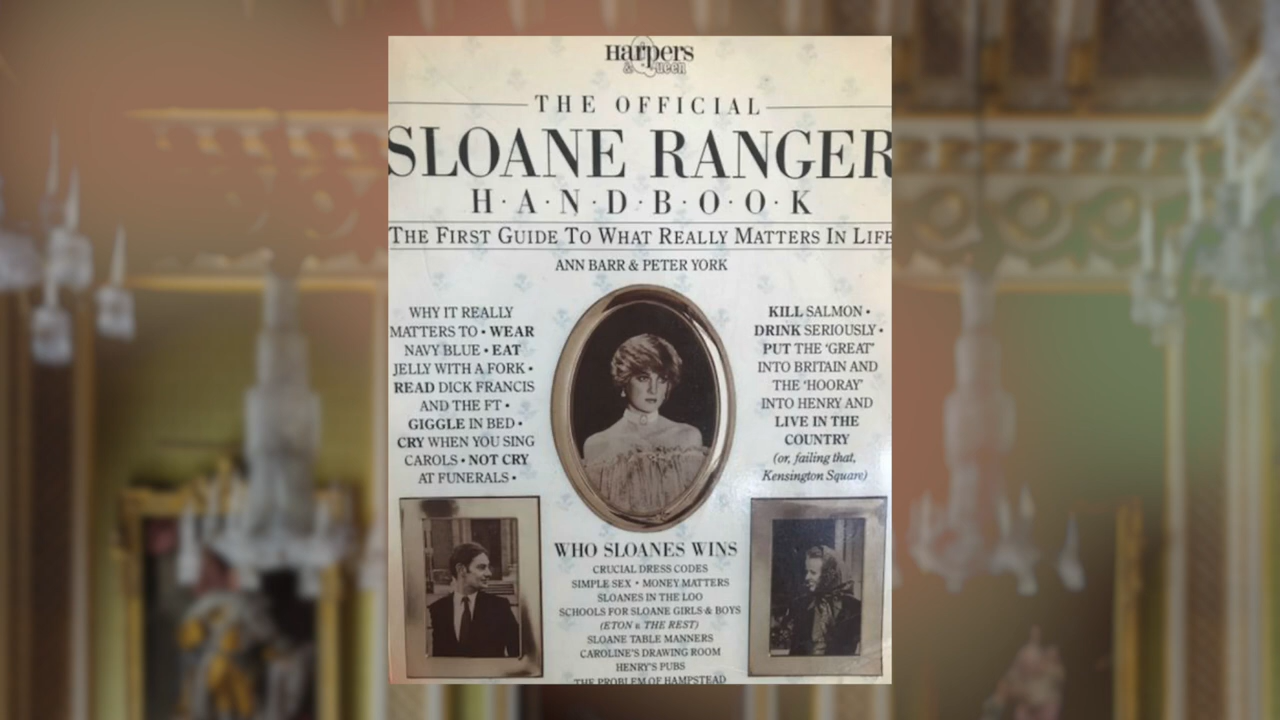 Harpers
& Queen
THE OFFICIAL
SLOANE RANGER
H·A·N·D·B·O·O·K
THE FIRST GUIDE TO WHAT REALLY MATTERS IN LIFE
ANN BARR & PETER YORK
WHY IT REALLY
MATTERS TO • WEAR
NAVY BLUE • EAT
JELLY WITH A FORK •
READ DICK FRANCIS
AND THE FT •
GIGGLE IN BED •
CRY WHEN YOU SING
CAROLS • NOT CRY
AT FUNERALS •
KILL SALMON •
DRINK SERIOUSLY •
PUT THE 'GREAT'
INTO BRITAIN AND
THE 'HOORAY'
INTO HENRY AND
LIVE IN THE
COUNTRY
(or, failing that,
Kensington Square)
WHO SLOANES WINS
CRUCIAL DRESS CODES
SIMPLE SEX • MONEY MATTERS
SLOANES IN THE LOO
SCHOOLS FOR SLOANE GIRLS & BOYS
(ETON & THE REST)
SLOANE TABLE MANNERS
CAROLINE'S DRAWING ROOM
HENRY'S PUBS
THE PROBLEM OF HAMPSTEAD